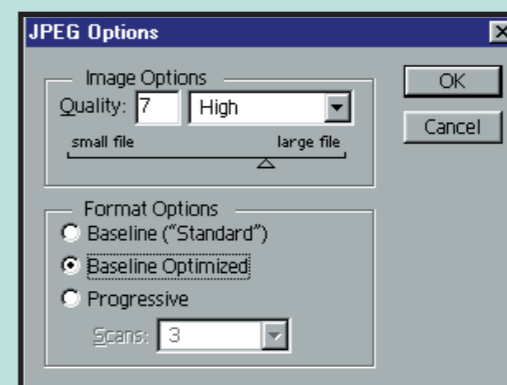 JPEG Options
Image Options
OK
Quality: 7 High
Cancel
small file large file
Format Options
Baseline (“Standard”)
Baseline Optimized
Progressive
Scans: 3